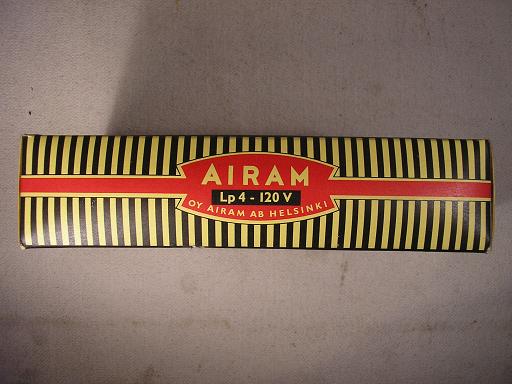 AIRAM
Lp 4 - 120 V
OY AIRAM AB HELSINKI